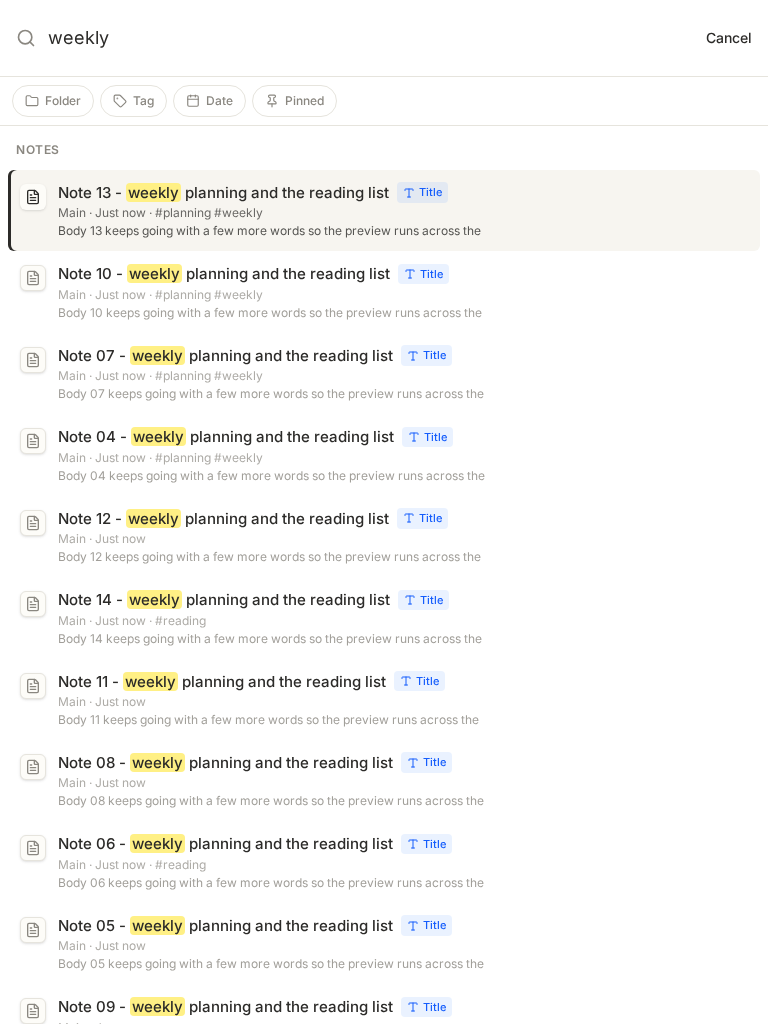 weekly
Cancel
Folder
Tag
Date
Pinned
NOTES
Note 13 - weekly planning and the reading list Title
Main · Just now · #planning #weekly
Body 13 keeps going with a few more words so the preview runs across the
Note 10 - weekly planning and the reading list Title
Main · Just now · #planning #weekly
Body 10 keeps going with a few more words so the preview runs across the
Note 07 - weekly planning and the reading list Title
Main · Just now · #planning #weekly
Body 07 keeps going with a few more words so the preview runs across the
Note 04 - weekly planning and the reading list Title
Main · Just now · #planning #weekly
Body 04 keeps going with a few more words so the preview runs across the
Note 12 - weekly planning and the reading list Title
Main · Just now
Body 12 keeps going with a few more words so the preview runs across the
Note 14 - weekly planning and the reading list Title
Main · Just now · #reading
Body 14 keeps going with a few more words so the preview runs across the
Note 11 - weekly planning and the reading list Title
Main · Just now
Body 11 keeps going with a few more words so the preview runs across the
Note 08 - weekly planning and the reading list Title
Main · Just now
Body 08 keeps going with a few more words so the preview runs across the
Note 06 - weekly planning and the reading list Title
Main · Just now · #reading
Body 06 keeps going with a few more words so the preview runs across the
Note 05 - weekly planning and the reading list Title
Main · Just now
Body 05 keeps going with a few more words so the preview runs across the
Note 09 - weekly planning and the reading list Title